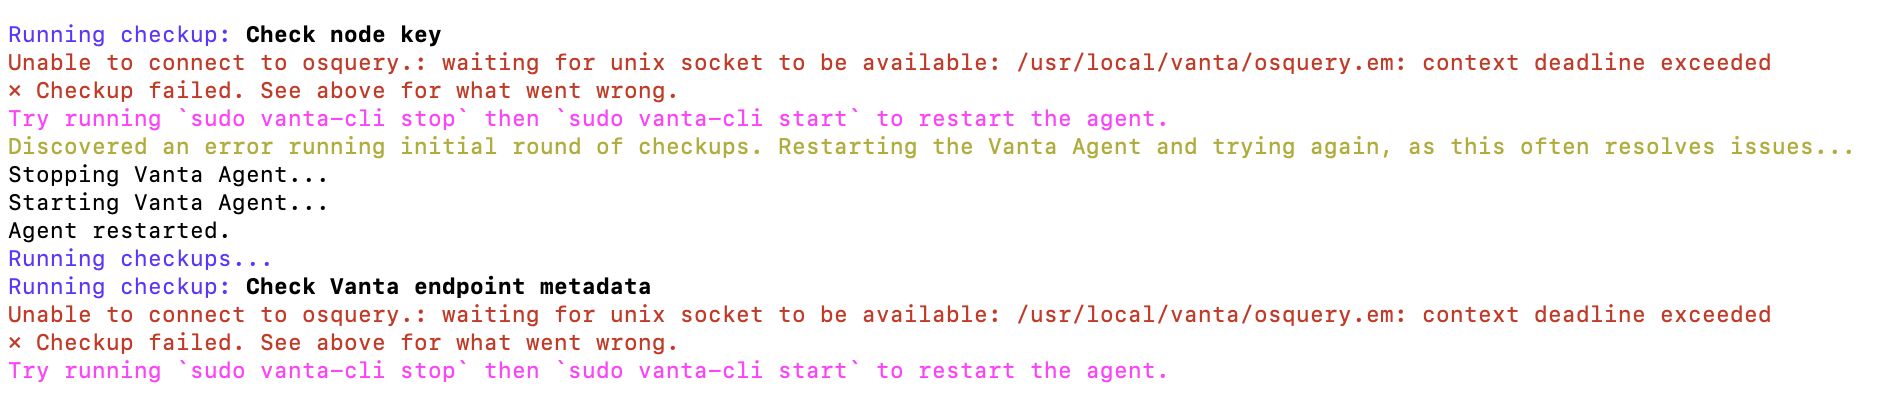 Running checkup: Check node key
Unable to connect to osquery.: waiting for unix socket to be available: /usr/local/vanta/osquery.em: context deadline exceeded
× Checkup failed. See above for what went wrong.
Try running `sudo vanta-cli stop` then `sudo vanta-cli start` to restart the agent.
Discovered an error running initial round of checkups. Restarting the Vanta Agent and trying again, as this often resolves issues...
Stopping Vanta Agent...
Starting Vanta Agent...
Agent restarted.
Running checkups...
Running checkup: Check Vanta endpoint metadata
Unable to connect to osquery.: waiting for unix socket to be available: /usr/local/vanta/osquery.em: context deadline exceeded
× Checkup failed. See above for what went wrong.
Try running `sudo vanta-cli stop` then `sudo vanta-cli start` to restart the agent.